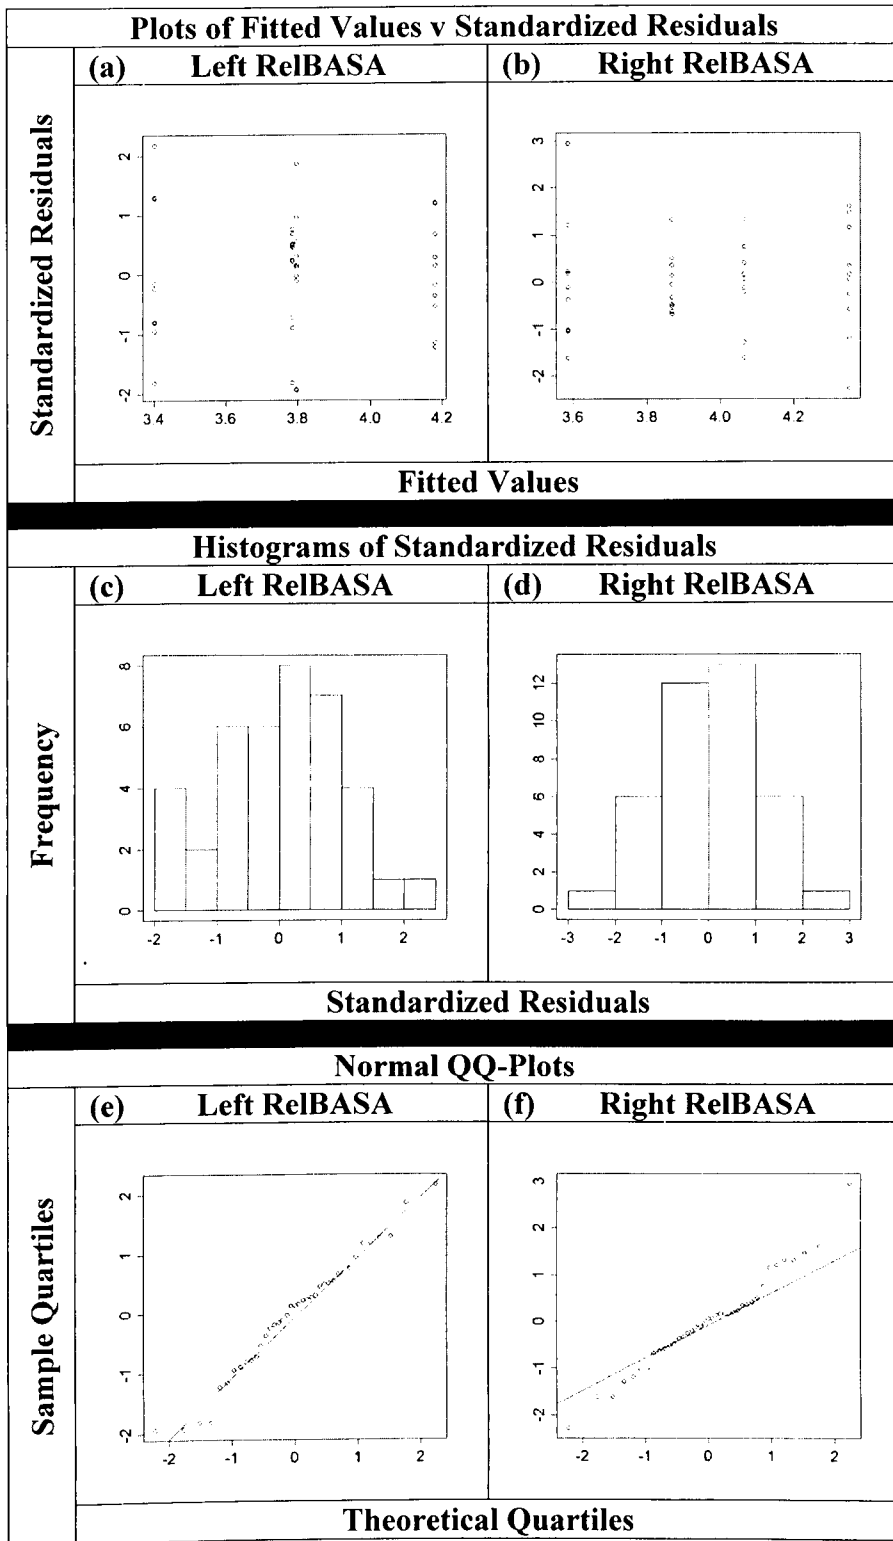 Plots of Fitted Values v Standardized Residuals
(a) Left RelBASA
(b) Right RelBASA
Standardized Residuals
2
1
0
-1
-2
3.4 3.6 3.8 4.0 4.2
3
2
1
0
-1
-2
3.6 3.8 4.0 4.2
Fitted Values
Histograms of Standardized Residuals
(c) Left RelBASA
(d) Right RelBASA
Frequency
8
6
4
2
0
-2 -1 0 1 2
12
10
8
6
4
2
0
-3 -2 -1 0 1 2 3
Standardized Residuals
Normal QQ-Plots
(e) Left RelBASA
(f) Right RelBASA
Sample Quartiles
2
1
0
-1
-2
-2 -1 0 1 2
3
2
1
0
-1
-2
-2 -1 0 1 2
Theoretical Quartiles